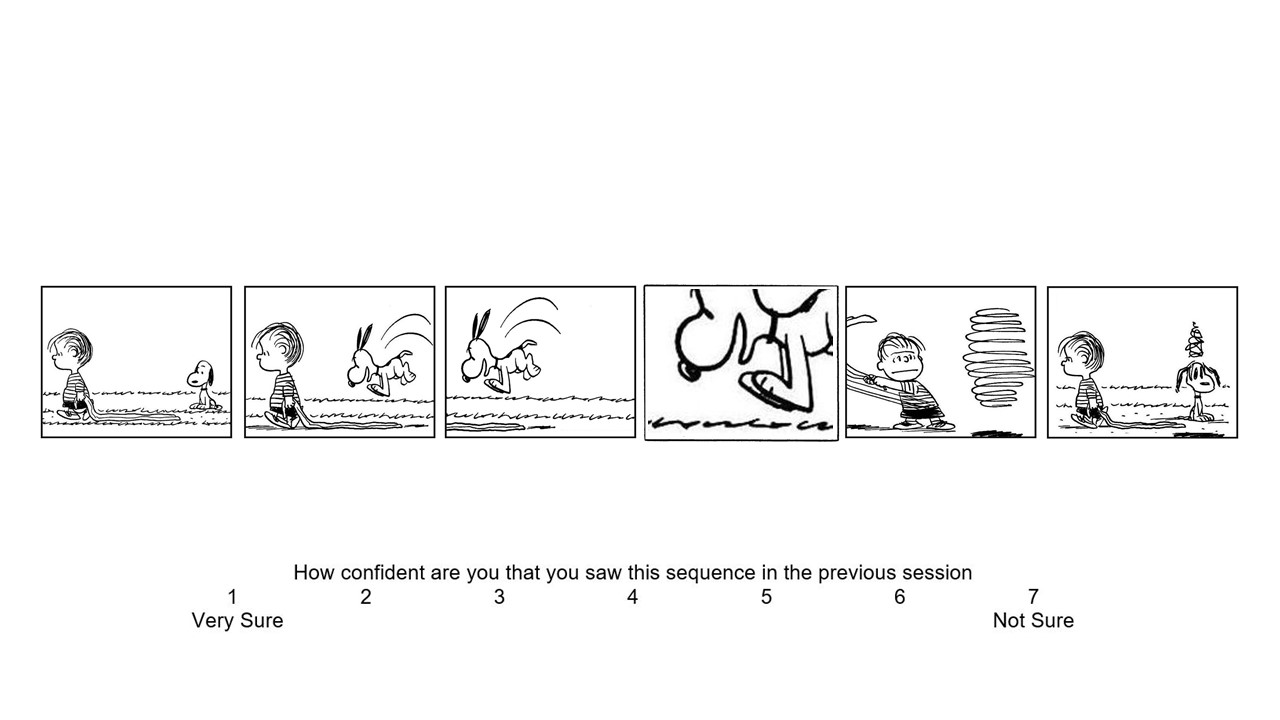 How confident are you that you saw this sequence in the previous session
1 2 3 4 5 6 7
Very Sure Not Sure